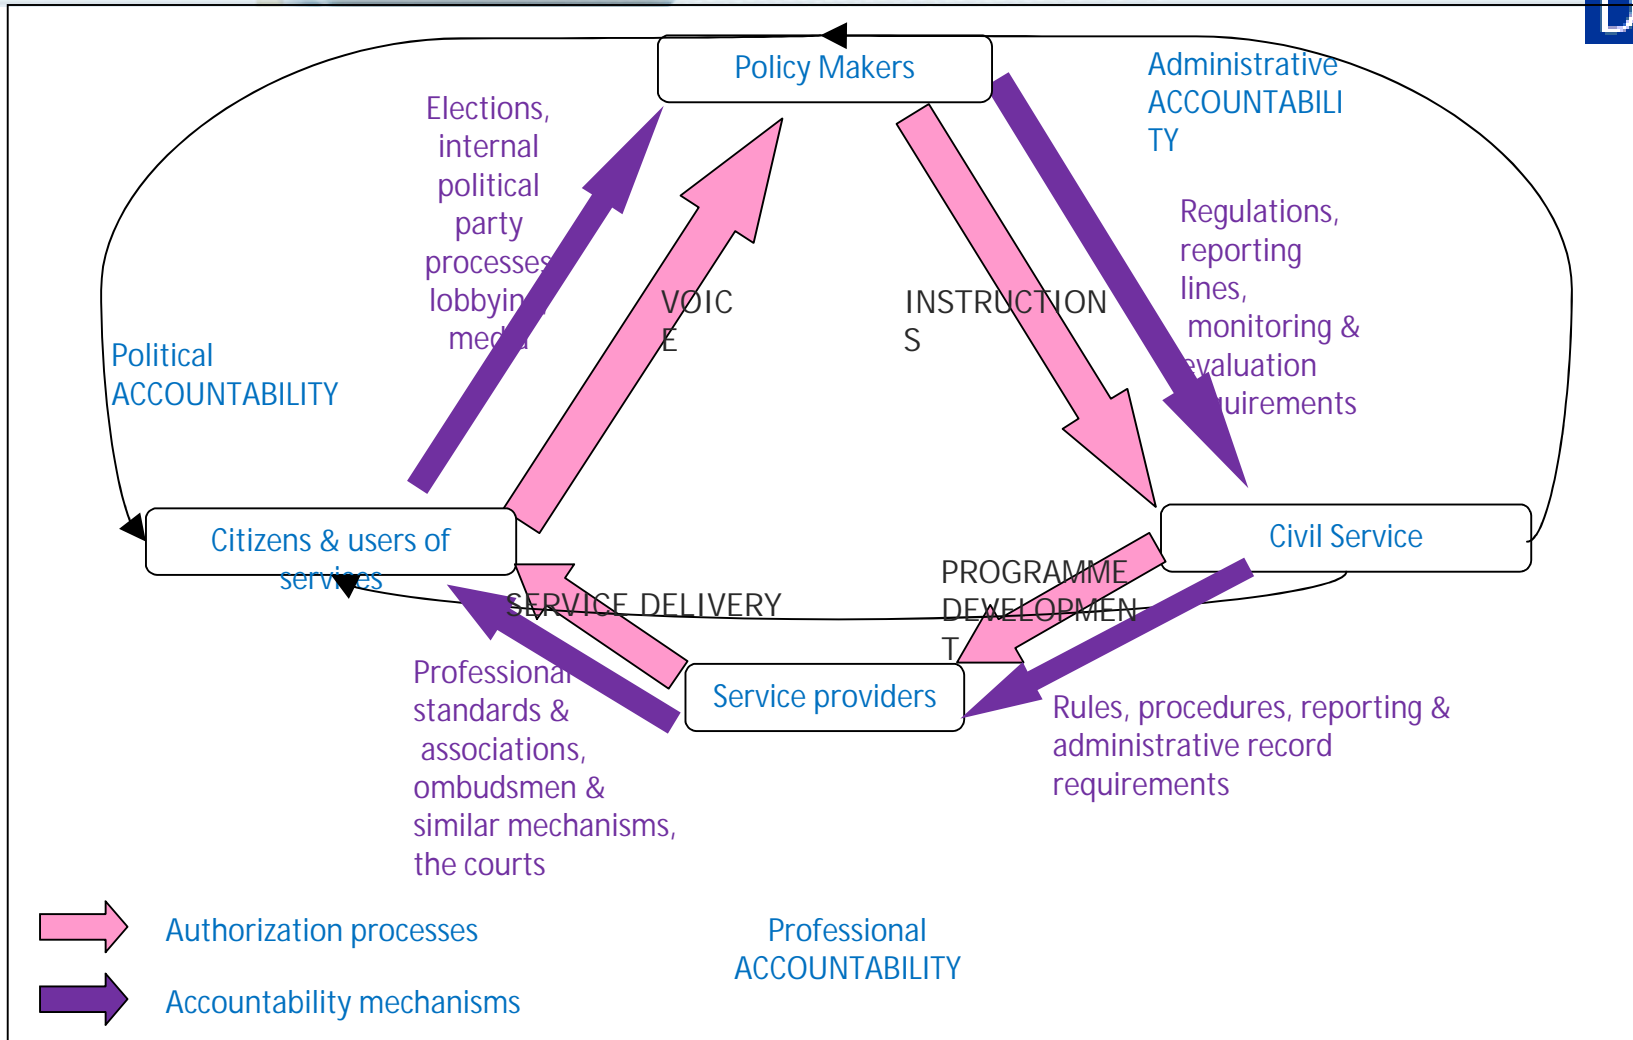 Policy Makers
Administrative
ACCOUNTABILI
TY
Elections,
internal
political
party
processes
lobbyin
media
Regulations,
reporting
lines,
monitoring &
evaluation
requirements
VOIC
E
INSTRUCTION
S
Political
ACCOUNTABILITY
Citizens & users of
services
Civil Service
PROGRAMME
DEVELOPMEN
T
SERVICE DELIVERY
Service providers
Professional
standards &
associations,
ombudsmen &
similar mechanisms,
the courts
Rules, procedures, reporting &
administrative record
requirements
Authorization processes
Accountability mechanisms
Professional
ACCOUNTABILITY